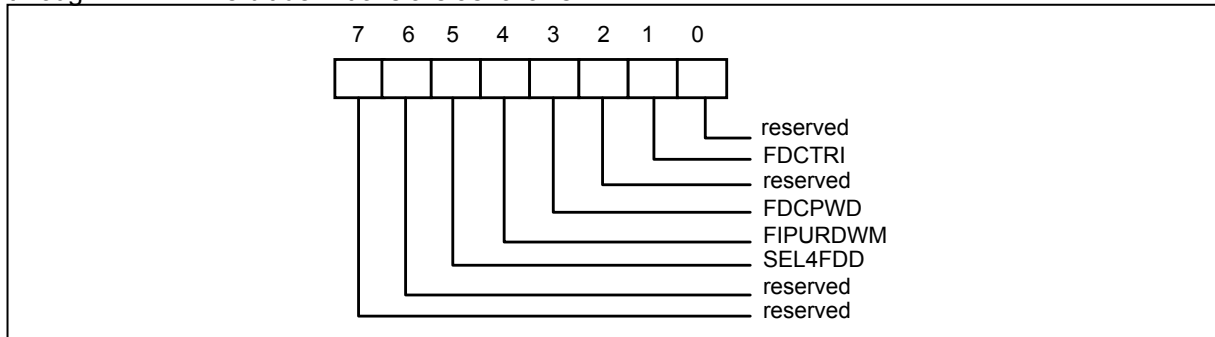 7 6 5 4 3 2 1 0
reserved
FDCTRI
reserved
FDCPWD
FIPURDWM
SEL4FDD
reserved
reserved